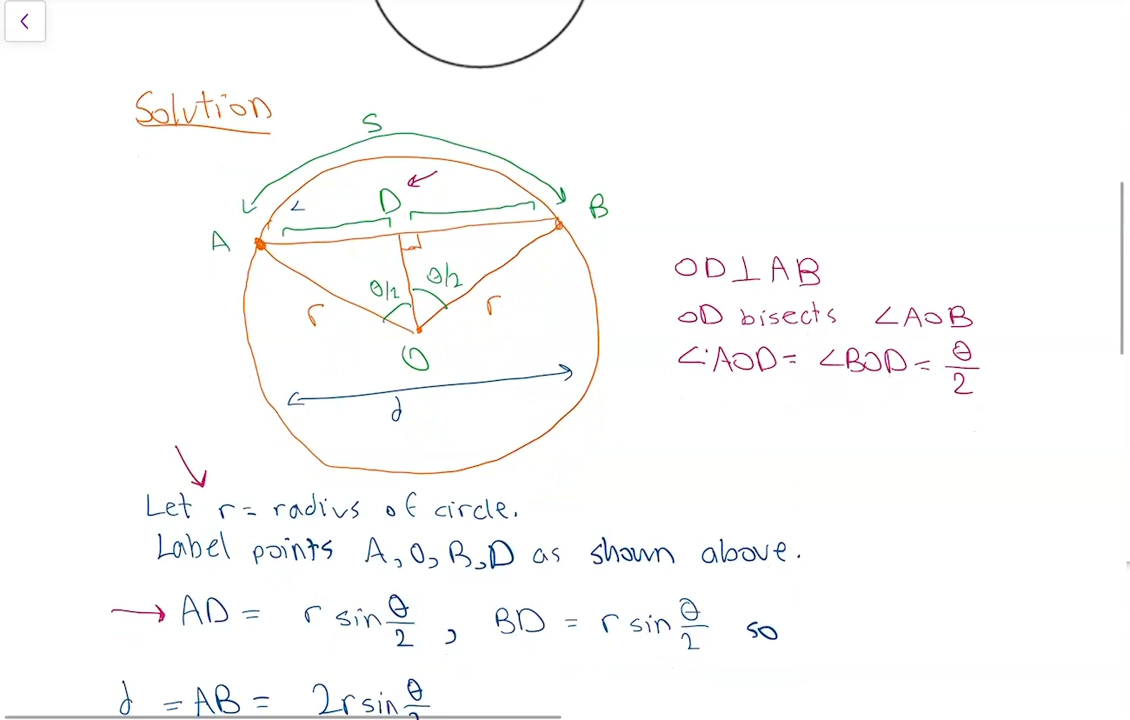 Solution
S
D
A
B
θ/2
θ/2
r
r
O
d
OD⊥AB
OD bisects ∠AOB
∠AOD = ∠BOD = θ/2
Let r = radius of circle.
Label points A, O, B, D as shown above.
→ AD = r sin θ/2, BD = r sin θ/2 so
d = AB = 2r sin θ/2